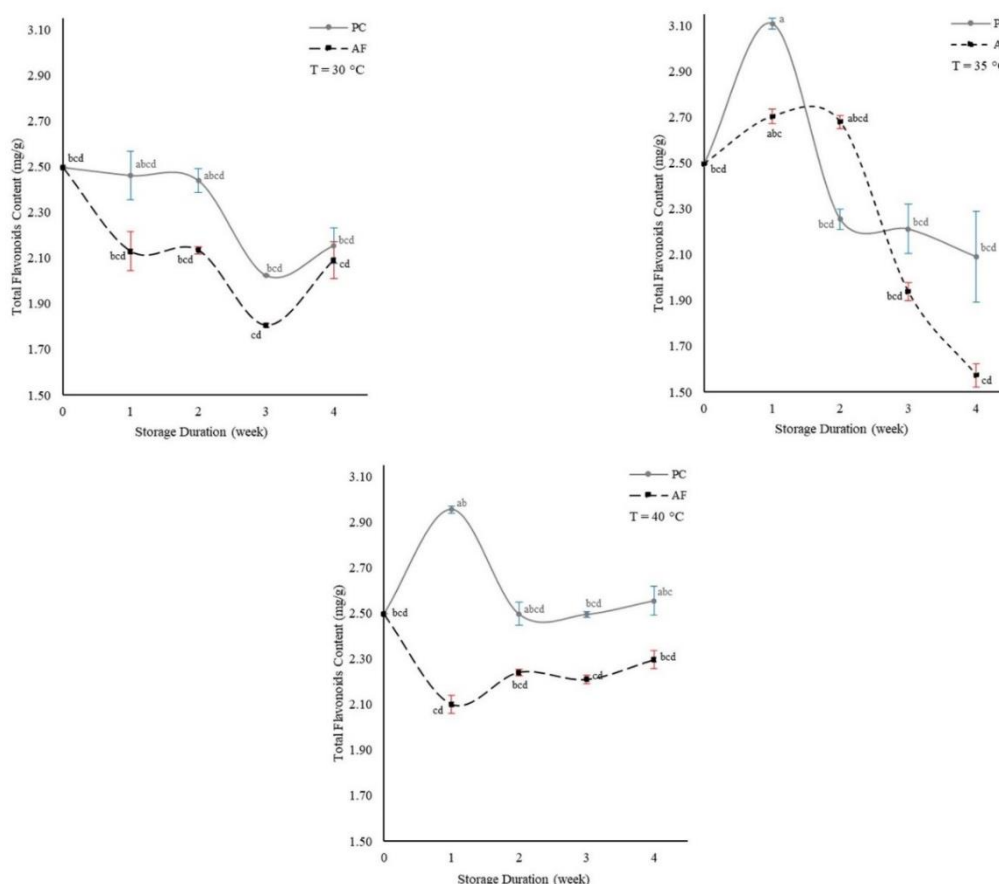 3.10
2.90
2.70
2.50
2.30
2.10
1.90
1.70
1.50
Total Flavonoids Content (mg/g)
PC
AF
T = 30 °C
bcd
abcd
abcd
bcd
bcd
bcd
bcd
cd
cd
0 1 2 3 4
Storage Duration (week)
3.10
2.90
2.70
2.50
2.30
2.10
1.90
1.70
1.50
Total Flavonoids Content (mg/g)
P
A
T = 35 °C
a
abc
abcd
bcd
bcd
bcd
bcd
bcd
cd
0 1 2 3 4
Storage Duration (week)
3.10
2.90
2.70
2.50
2.30
2.10
1.90
1.70
1.50
Total Flavonoids Content (mg/g)
PC
AF
T = 40 °C
ab
bcd
abcd
bcd
abc
cd
bcd
cd
bcd
0 1 2 3 4
Storage Duration (week)